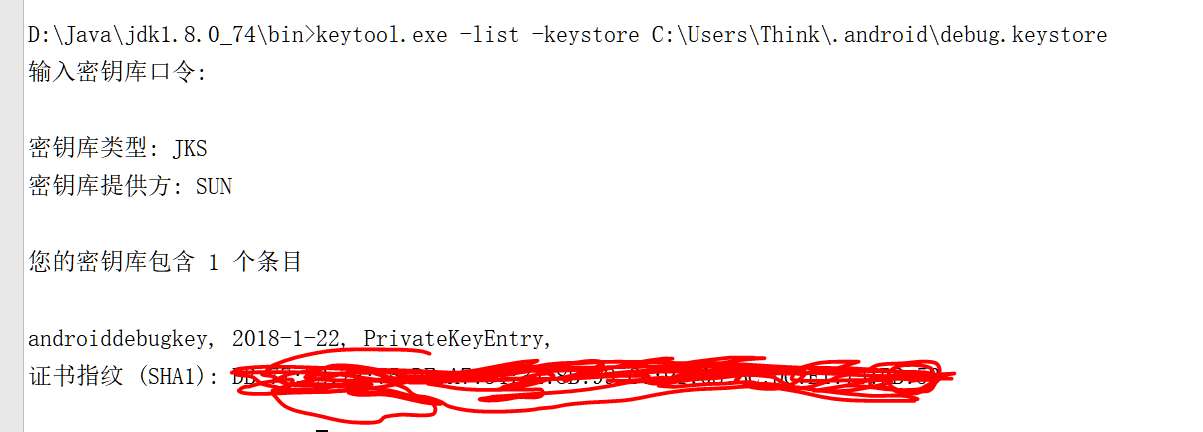 D:\Java\jdk1.8.0_74\bin>keytool.exe -list -keystore C:\Users\Think\.android\debug.keystore
输入密钥库口令:
密钥库类型: JKS
密钥库提供方: SUN
您的密钥库包含 1 个条目
androiddebugkey, 2018-1-22, PrivateKeyEntry,
证书指纹 (SHA1):